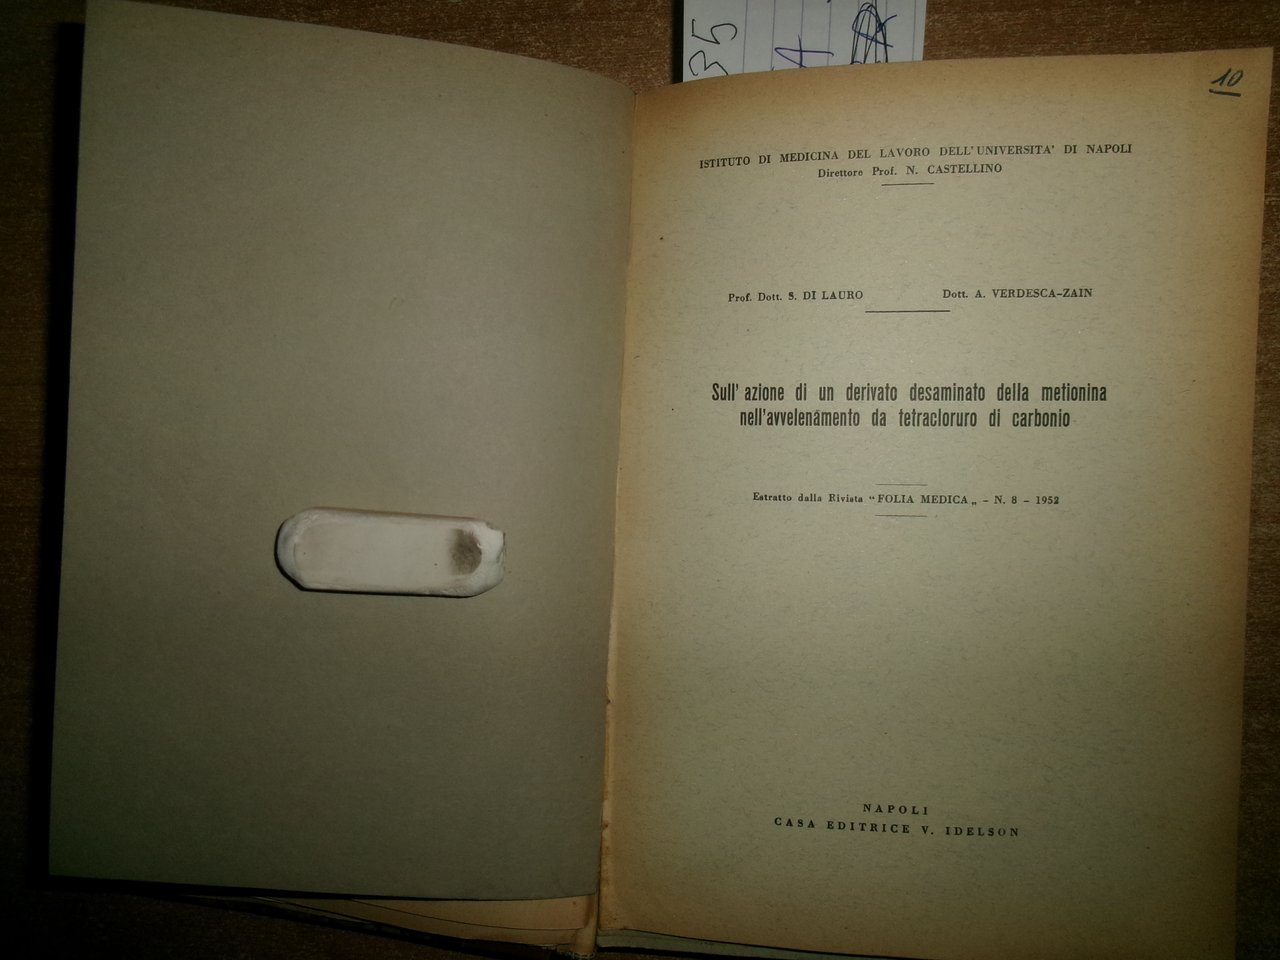 35
A
10
ISTITUTO DI MEDICINA DEL LAVORO DELL'UNIVERSITA' DI NAPOLI
Direttore Prof. N. CASTELLINO
Prof. Dott. S. DI LAURO Dott. A. VERDESCA-ZAIN
Sull' azione di un derivato desaminato della metionina
nell'avvelenamento da tetracloruro di carbonio
Estratto dalla Rivista "FOLIA MEDICA„ - N. 8 - 1952
NAPOLI
CASA EDITRICE V. IDELSON